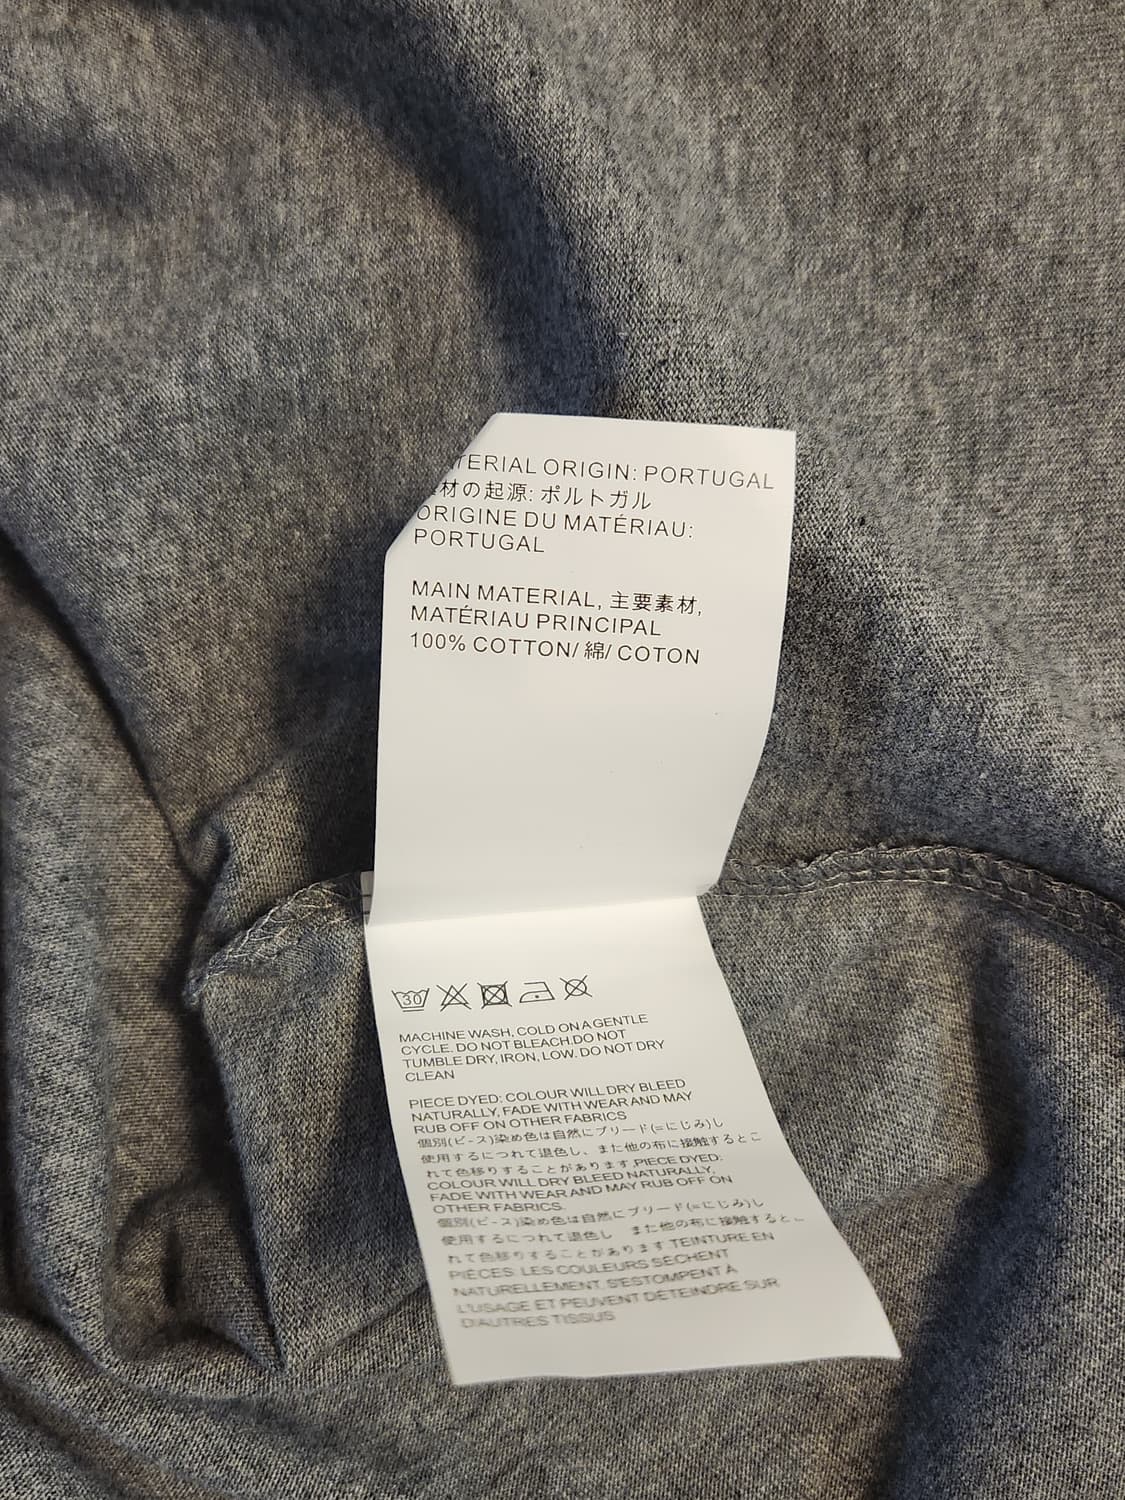 TERIAL ORIGIN: PORTUGAL
材の起源: ポルトガル
ORIGINE DU MATÉRIAU:
PORTUGAL
MAIN MATERIAL, 主要素材,
MATÉRIAU PRINCIPAL
100% COTTON/ 綿/ COTON
30
MACHINE WASH, COLD ON A GENTLE
CYCLE. DO NOT BLEACH.DO NOT
TUMBLE DRY, IRON, LOW. DO NOT DRY
CLEAN
PIECE DYED: COLOUR WILL DRY BLEED
NATURALLY, FADE WITH WEAR AND MAY
RUB OFF ON OTHER FABRICS
個別(ピ-ス)染め色は自然にブリード(=にじみ)し
使用するにつれて退色し、また他の布に接触するとこ
れて色移りすることがあります.PIECE DYED:
COLOUR WILL DRY BLEED NATURALLY,
FADE WITH WEAR AND MAY RUB OFF ON
OTHER FABRICS.
個別(ピ-ス)染め色は自然にブリード(=にじみ)し
使用するにつれて退色し また他の布に接触すると
れて色移りすることがあります TEINTURE EN
PIÈCES: LES COULEURS SÈCHENT
NATURELLEMENT, S'ESTOMPENT À
L'USAGE ET PEUVENT DÉTEINDRE SUR
D'AUTRES TISSUS